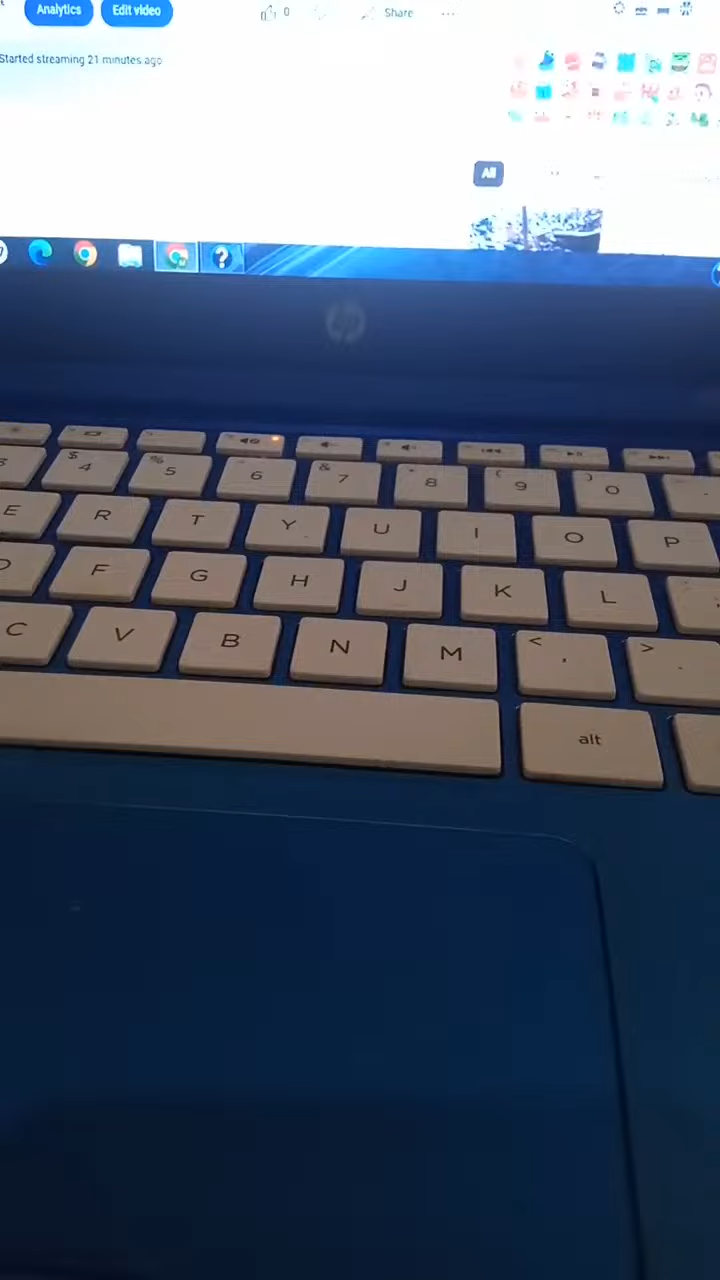 Analytics Edit video 0 Share ...
Started streaming 21 minutes ago
All
?
hp
$ 4 % 5 6 & 7 * 8 ( 9 ) 0 -
E R T Y U I O P
D F G H J K L
C V B N M < , > .
alt